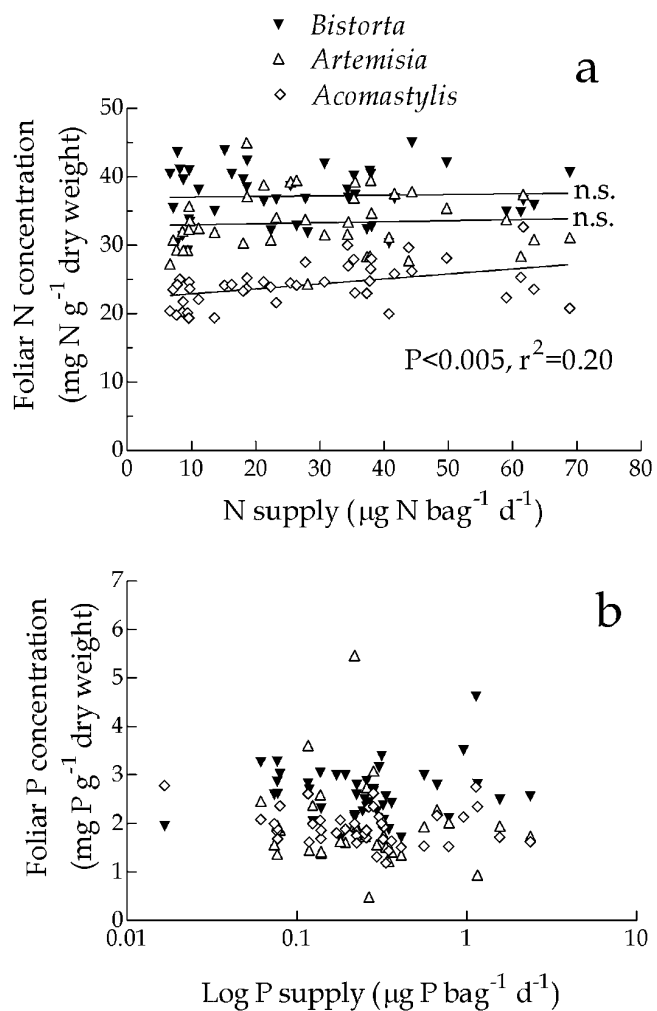 Bistorta
Artemisia
Acomastylis
a
50
40
30
20
10
0
Foliar N concentration
(mg N g⁻¹ dry weight)
n.s.
n.s.
P<0.005, r²=0.20
0 10 20 30 40 50 60 70 80
N supply (µg N bag⁻¹ d⁻¹)
b
7
6
5
4
3
2
1
0
Foliar P concentration
(mg P g⁻¹ dry weight)
0.01 0.1 1 10
Log P supply (µg P bag⁻¹ d⁻¹)